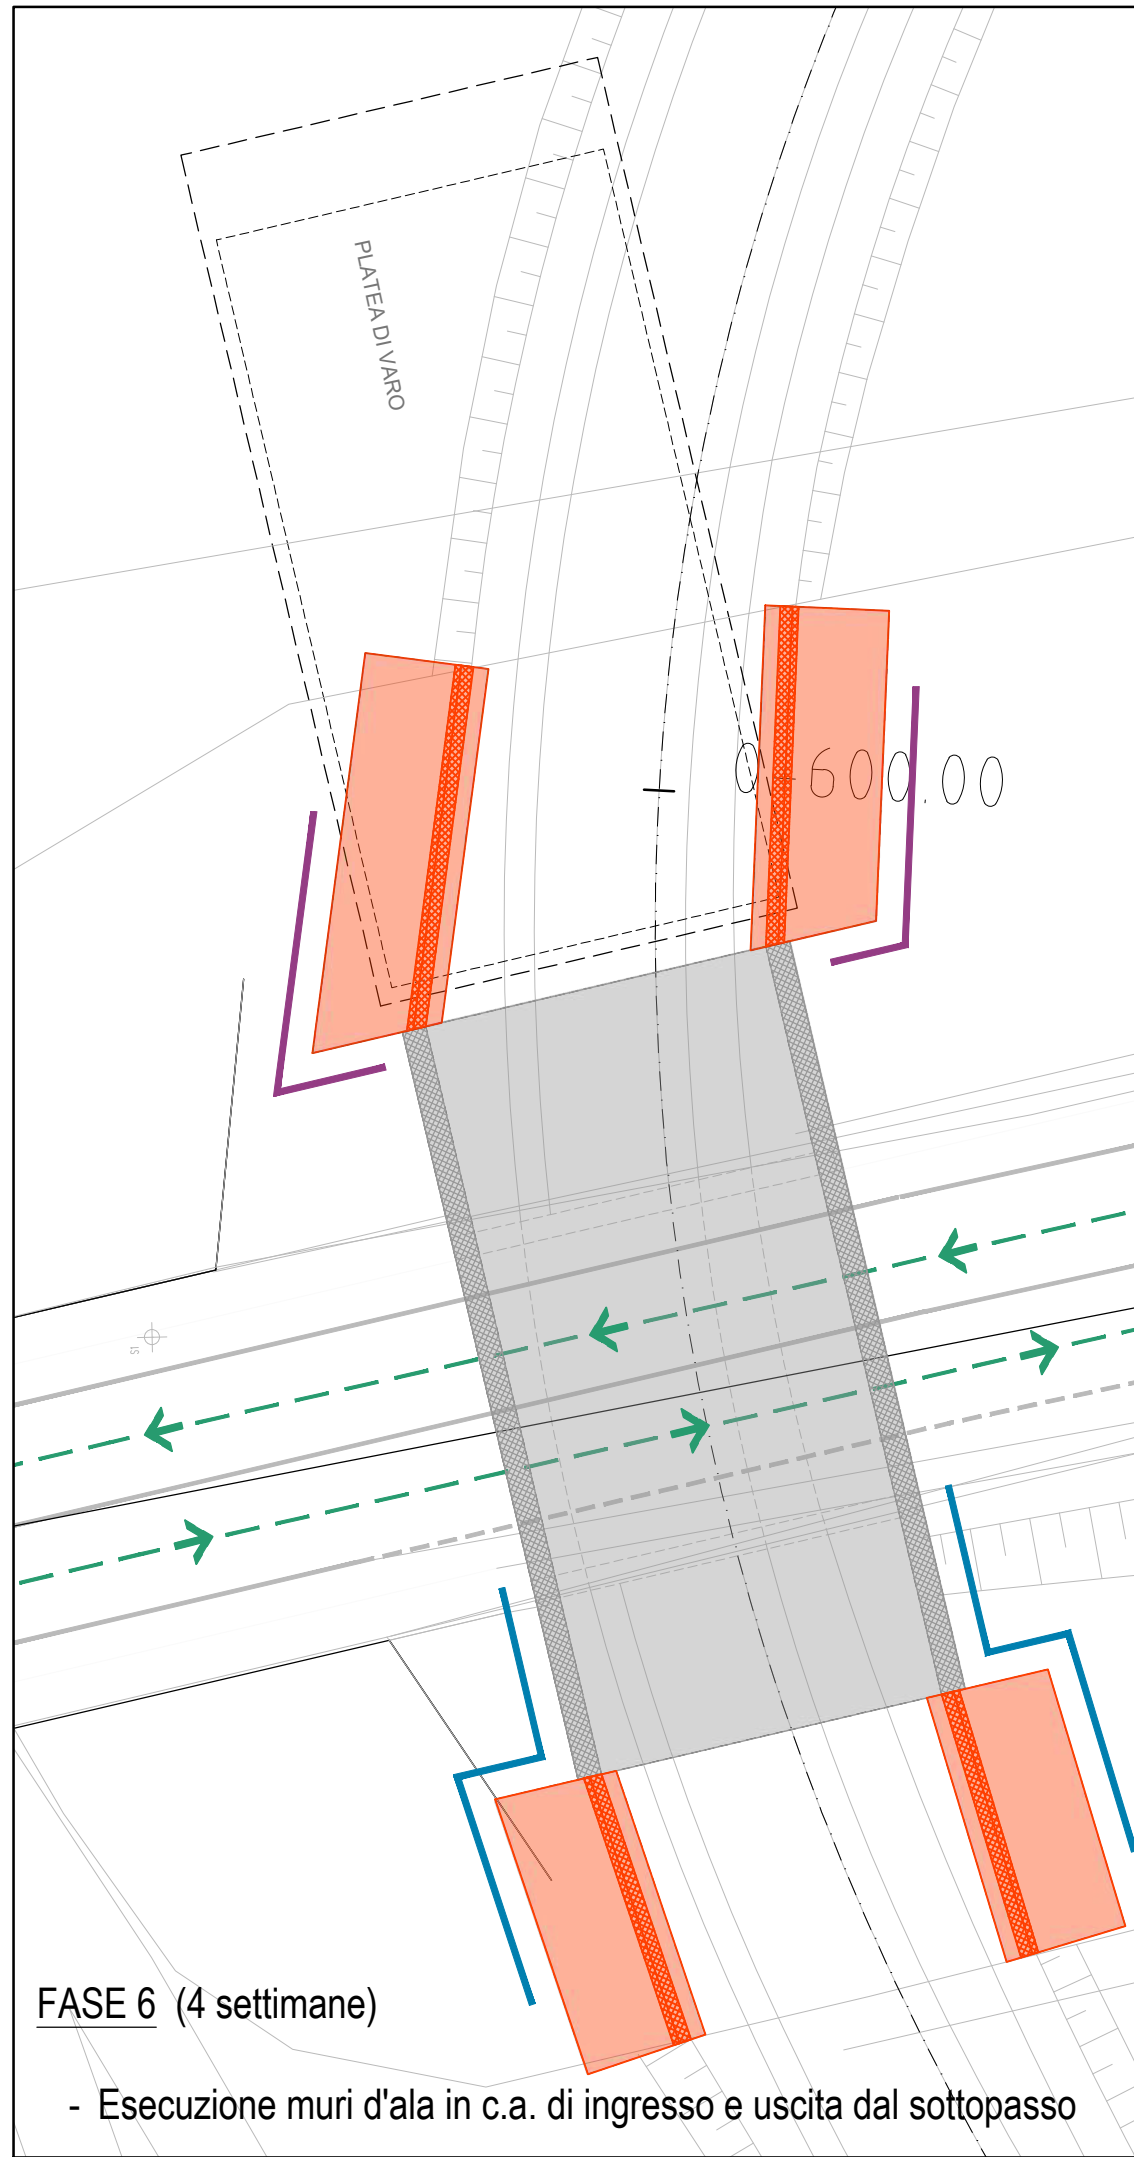 PLATEA DI VARO
0+600.00
S1
FASE 6 (4 settimane)
- Esecuzione muri d'ala in c.a. di ingresso e uscita dal sottopasso